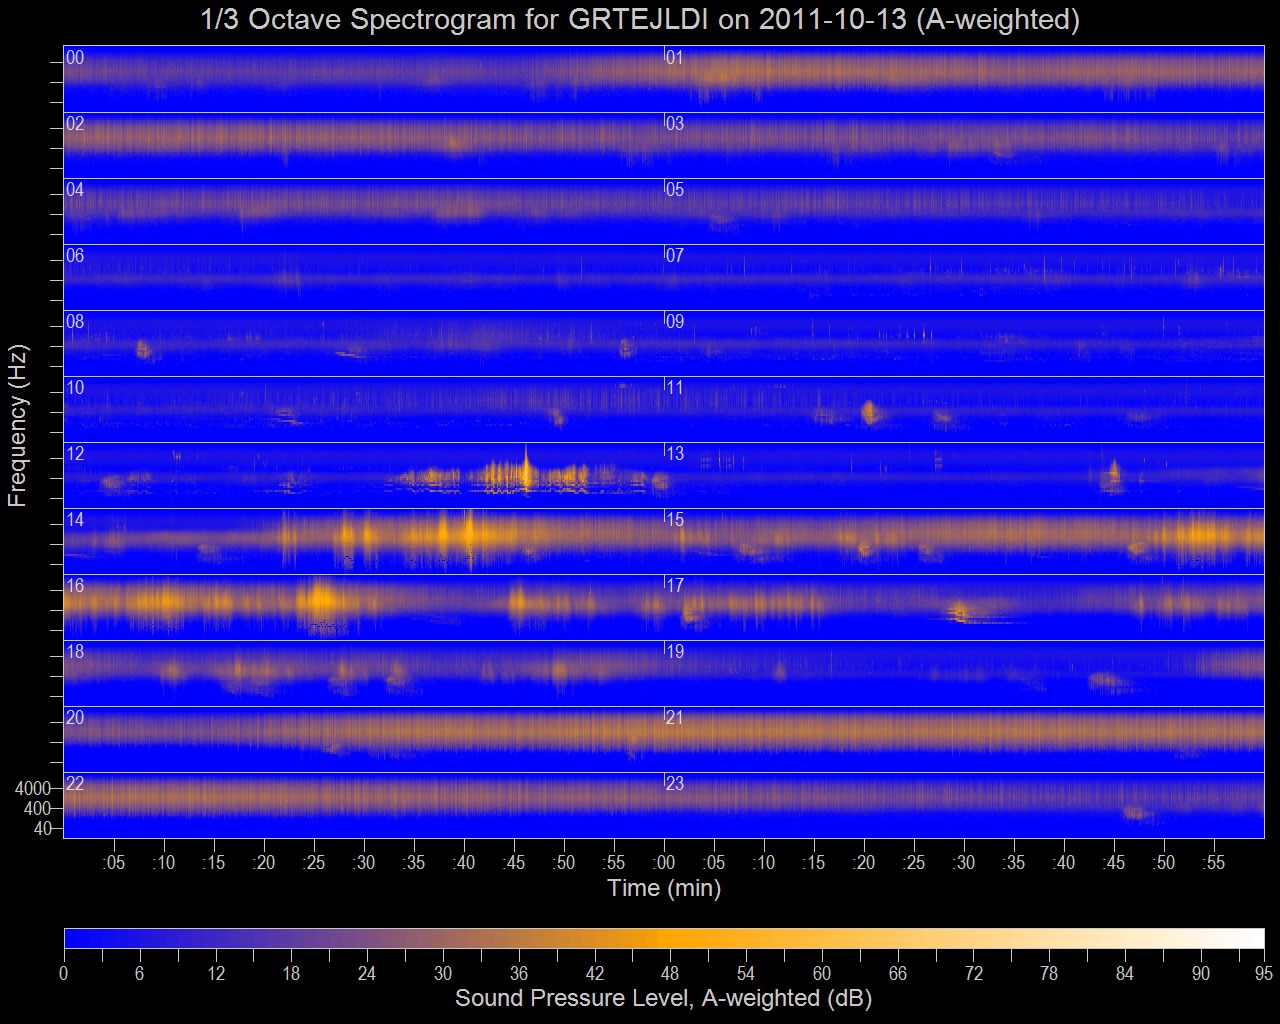 1/3 Octave Spectrogram for GRTEJLDI on 2011-10-13 (A-weighted)
00 01
02 03
04 05
06 07
08 09
10 11
12 13
14 15
16 17
18 19
20 21
22 23
Frequency (Hz)
4000
400
40
:05 :10 :15 :20 :25 :30 :35 :40 :45 :50 :55 :00 :05 :10 :15 :20 :25 :30 :35 :40 :45 :50 :55
Time (min)
0 6 12 18 24 30 36 42 48 54 60 66 72 78 84 90 95
Sound Pressure Level, A-weighted (dB)